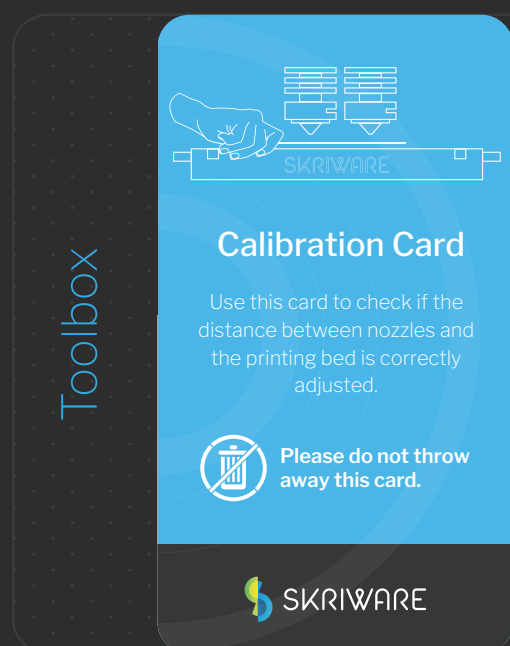 Toolbox
SKRIWARE
Calibration Card
Use this card to check if the
distance between nozzles and
the printing bed is correctly
adjusted.
Please do not throw
away this card.
SKRIWARE